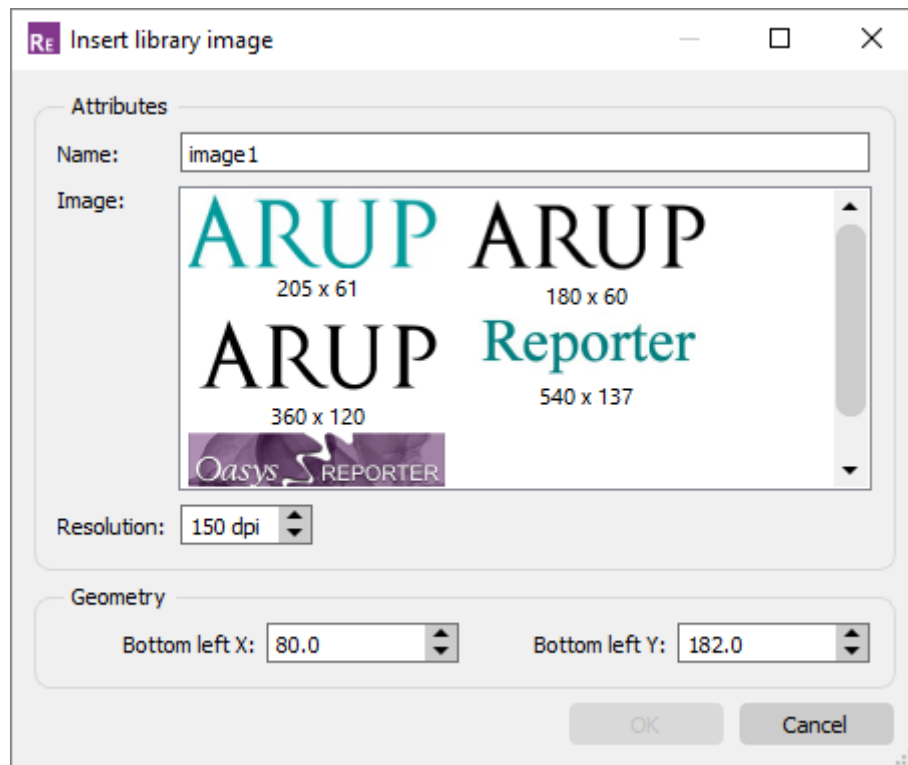 RE Insert library image
Attributes
Name: image1
Image:
ARUP ARUP
205 x 61 180 x 60
ARUP Reporter
360 x 120 540 x 137
Oasys REPORTER
Resolution: 150 dpi
Geometry
Bottom left X: 80.0 Bottom left Y: 182.0
OK Cancel